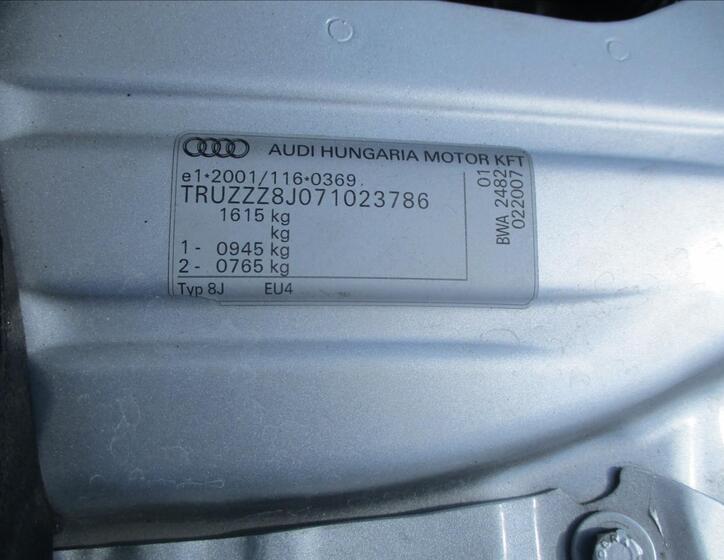 AUDI HUNGARIA MOTOR KFT
e1*2001/116*0369
TRUZZZ8J071023786
1615 kg
kg
1- 0945 kg
2- 0765 kg
Typ 8J EU4
01
BWA 2482
022007